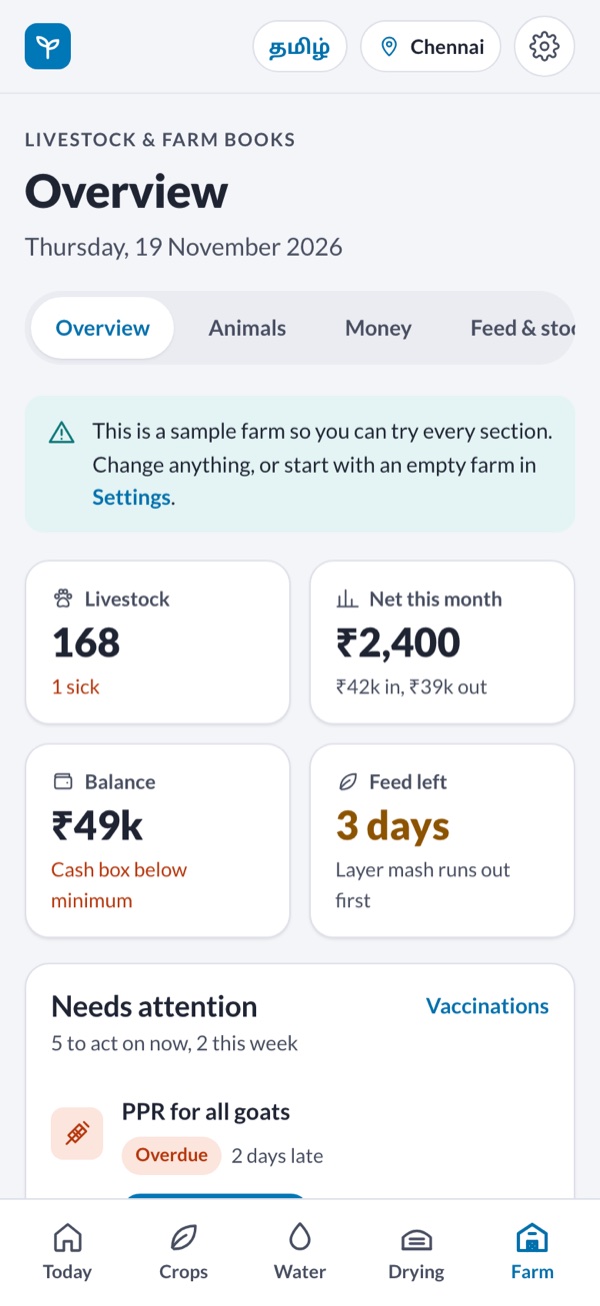 தமிழ்
Chennai
LIVESTOCK & FARM BOOKS
Overview
Thursday, 19 November 2026
Overview
Animals
Money
Feed &
This is a sample farm so you can try every section.
Change anything, or start with an empty farm in
Settings.
Livestock
168
1 sick
Net this month
₹2,400
₹42k in, ₹39k out
Balance
₹49k
Cash box below
minimum
Feed left
3 days
Layer mash runs out
first
Needs attention
Vaccinations
5 to act on now, 2 this week
PPR for all goats
Overdue
2 days late
Today
Crops
Water
Drying
Farm